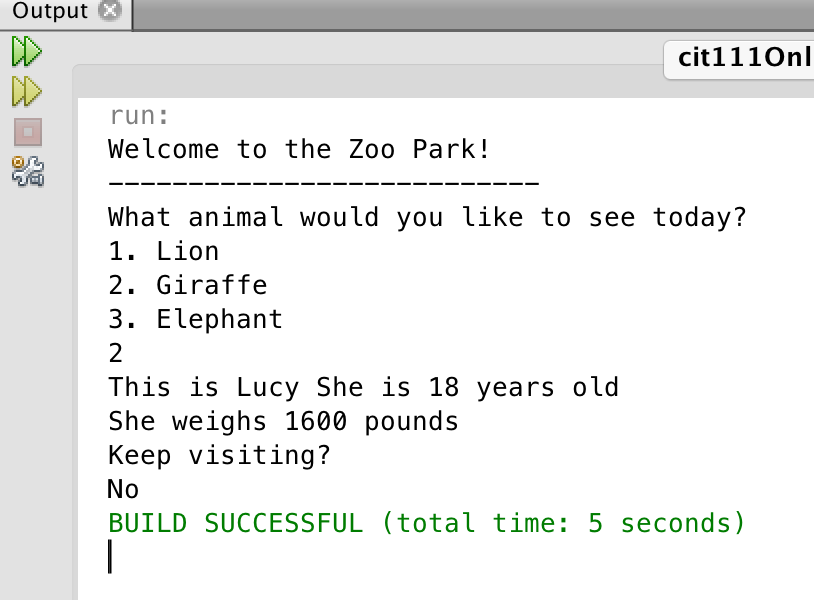 Output
cit111Onl
run:
Welcome to the Zoo Park!
---------------------------
What animal would you like to see today?
1. Lion
2. Giraffe
3. Elephant
2
This is Lucy She is 18 years old
She weighs 1600 pounds
Keep visiting?
No
BUILD SUCCESSFUL (total time: 5 seconds)